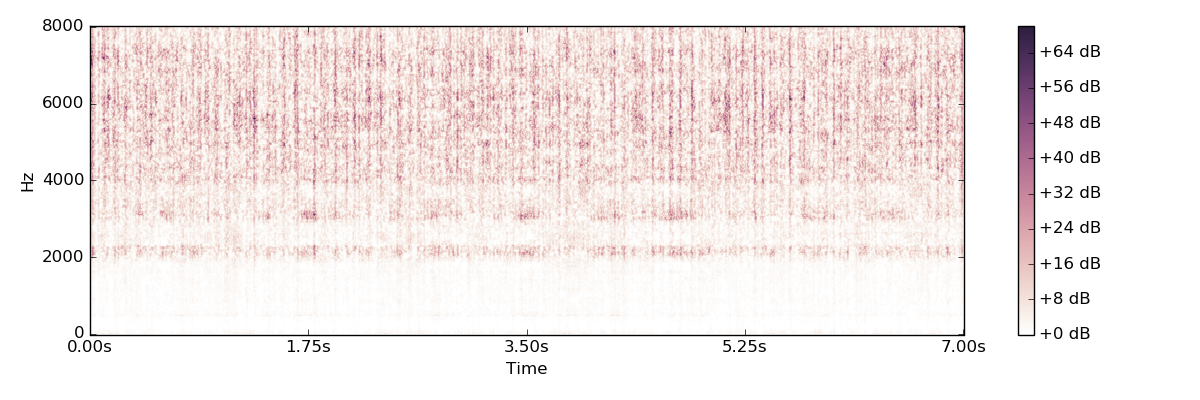 8000
6000
4000
2000
0
Hz
0.00s
1.75s
3.50s
5.25s
7.00s
Time
+64 dB
+56 dB
+48 dB
+40 dB
+32 dB
+24 dB
+16 dB
+8 dB
+0 dB